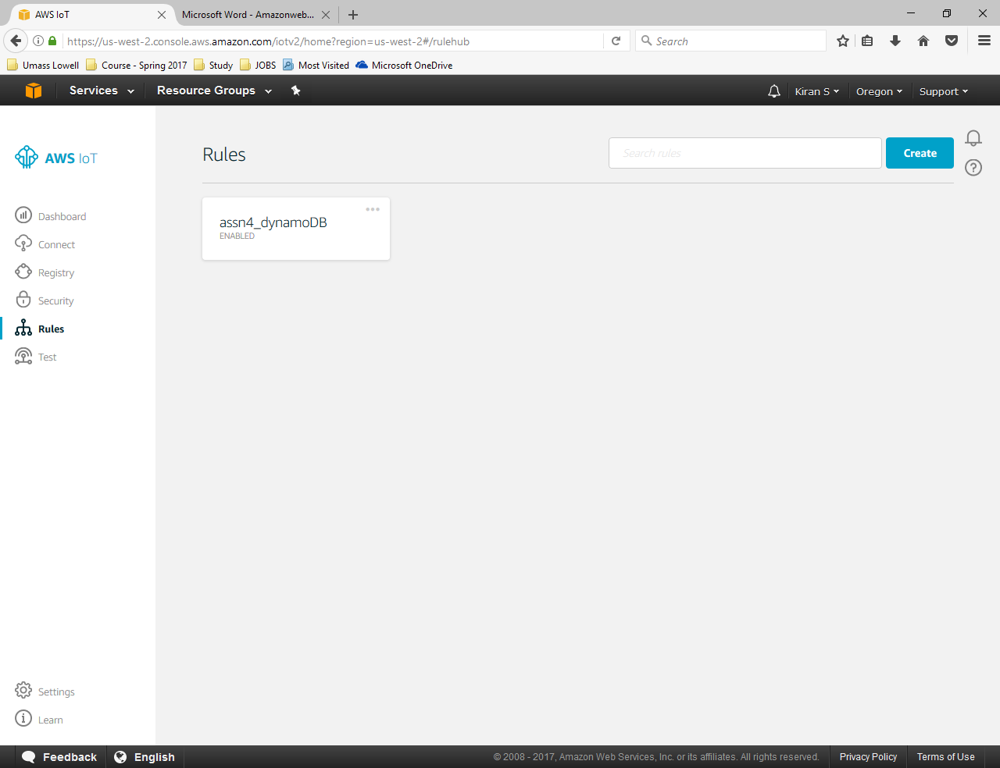 AWS IoT
Microsoft Word - Amazonweb...
https://us-west-2.console.aws.amazon.com/iotv2/home?region=us-west-2#/rulehub
Search
Umass Lowell
Course - Spring 2017
Study
JOBS
Most Visited
Microsoft OneDrive
Services
Resource Groups
Kiran S
Oregon
Support
AWS IoT
Rules
Search rules
Create
assn4_dynamoDB
ENABLED
Dashboard
Connect
Registry
Security
Rules
Test
Settings
Learn
Feedback
English
© 2008 - 2017, Amazon Web Services, Inc. or its affiliates. All rights reserved.
Privacy Policy
Terms of Use